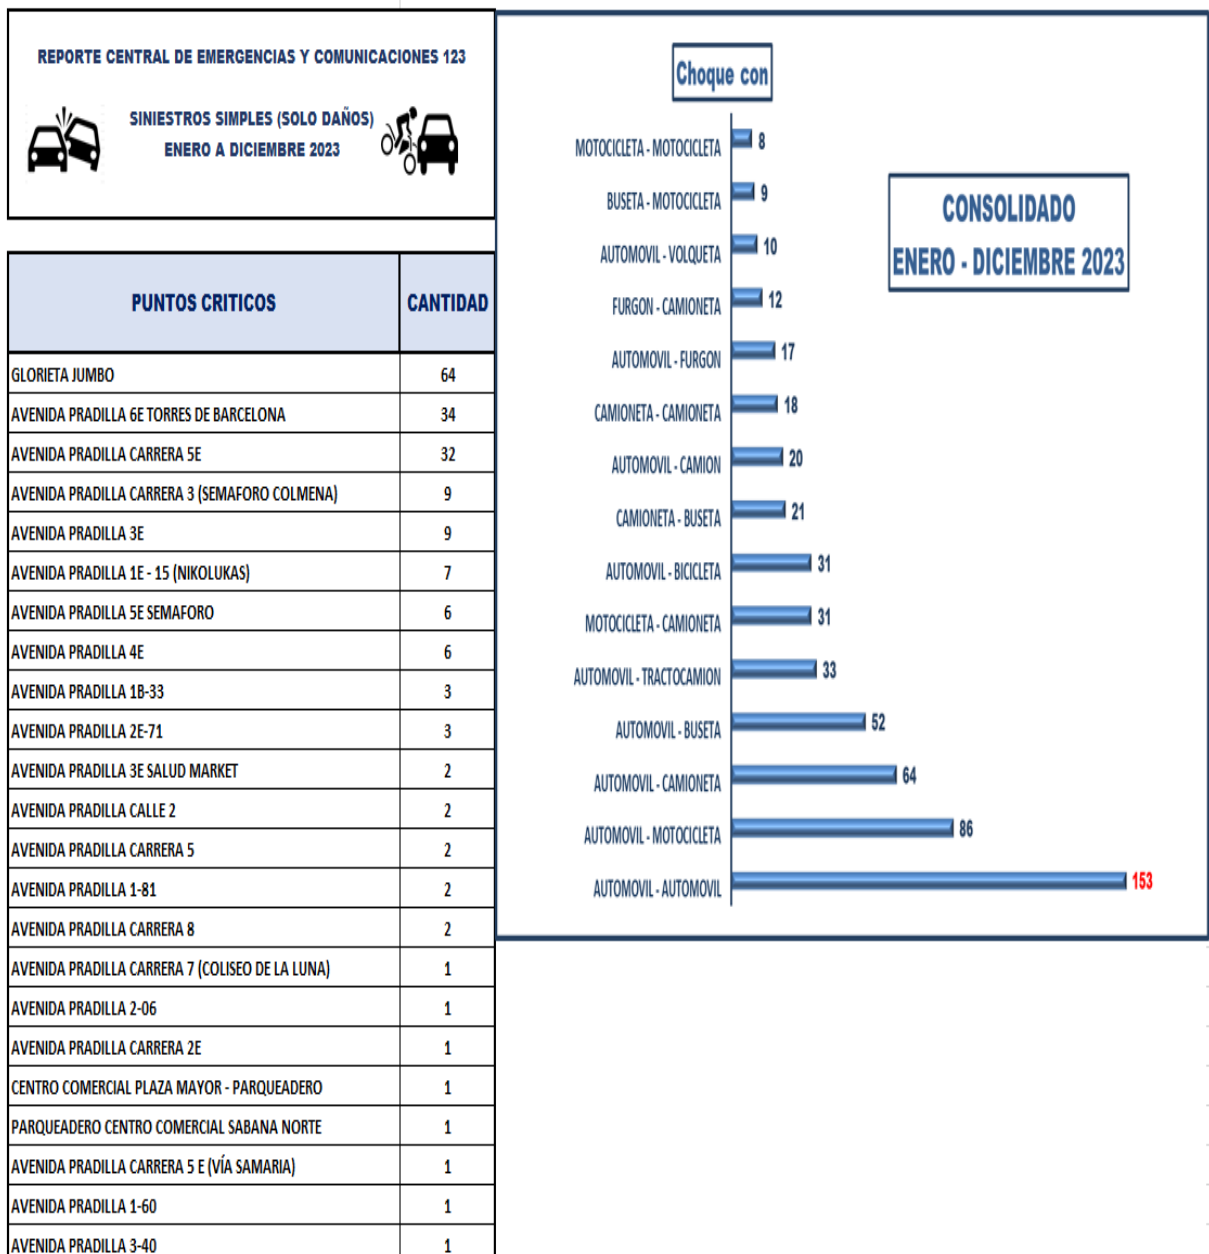 REPORTE CENTRAL DE EMERGENCIAS Y COMUNICACIONES 123
SINIESTROS SIMPLES (SOLO DAÑOS)
ENERO A DICIEMBRE 2023
PUNTOS CRITICOS CANTIDAD
GLORIETA JUMBO 64
AVENIDA PRADILLA 6E TORRES DE BARCELONA 34
AVENIDA PRADILLA CARRERA 5E 32
AVENIDA PRADILLA CARRERA 3 (SEMAFORO COLMENA) 9
AVENIDA PRADILLA 3E 9
AVENIDA PRADILLA 1E - 15 (NIKOLUKAS) 7
AVENIDA PRADILLA 5E SEMAFORO 6
AVENIDA PRADILLA 4E 6
AVENIDA PRADILLA 1B-33 3
AVENIDA PRADILLA 2E-71 3
AVENIDA PRADILLA 3E SALUD MARKET 2
AVENIDA PRADILLA CALLE 2 2
AVENIDA PRADILLA CARRERA 5 2
AVENIDA PRADILLA 1-81 2
AVENIDA PRADILLA CARRERA 8 2
AVENIDA PRADILLA CARRERA 7 (COLISEO DE LA LUNA) 1
AVENIDA PRADILLA 2-06 1
AVENIDA PRADILLA CARRERA 2E 1
CENTRO COMERCIAL PLAZA MAYOR - PARQUEADERO 1
PARQUEADERO CENTRO COMERCIAL SABANA NORTE 1
AVENIDA PRADILLA CARRERA 5 E (VÍA SAMARIA) 1
AVENIDA PRADILLA 1-60 1
AVENIDA PRADILLA 3-40 1
Choque con
CONSOLIDADO
ENERO - DICIEMBRE 2023
MOTOCICLETA - MOTOCICLETA 8
BUSETA - MOTOCICLETA 9
AUTOMOVIL - VOLQUETA 10
FURGON - CAMIONETA 12
AUTOMOVIL - FURGON 17
CAMIONETA - CAMIONETA 18
AUTOMOVIL - CAMION 20
CAMIONETA - BUSETA 21
AUTOMOVIL - BICICLETA 31
MOTOCICLETA - CAMIONETA 31
AUTOMOVIL - TRACTOCAMION 33
AUTOMOVIL - BUSETA 52
AUTOMOVIL - CAMIONETA 64
AUTOMOVIL - MOTOCICLETA 86
AUTOMOVIL - AUTOMOVIL 153